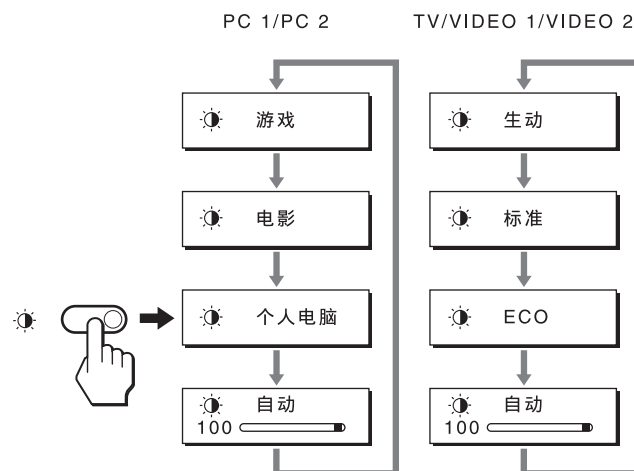 PC 1/PC 2
游戏
电影
个人电脑
自动
100
TV/VIDEO 1/VIDEO 2
生动
标准
ECO
自动
100